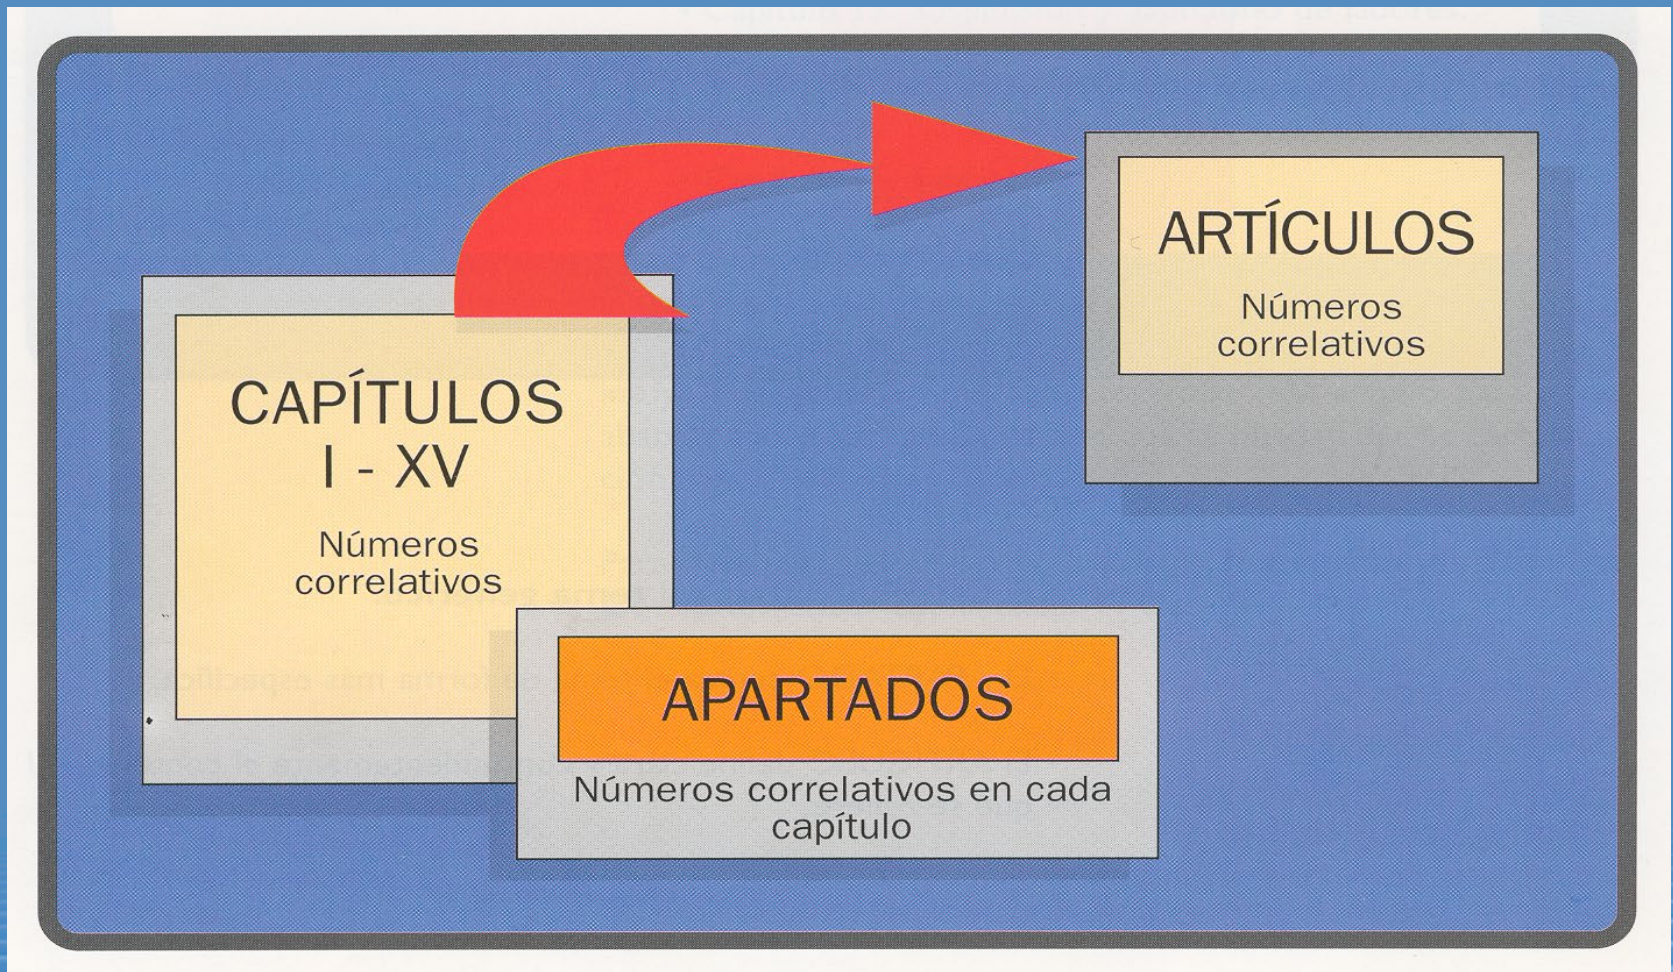 CAPÍTULOS
I - XV
Números
correlativos
ARTÍCULOS
Números
correlativos
APARTADOS
Números correlativos en cada
capítulo